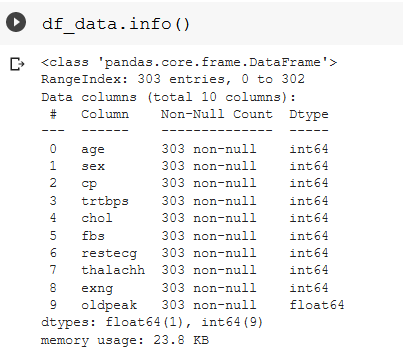 df_data.info()
<class 'pandas.core.frame.DataFrame'>
RangeIndex: 303 entries, 0 to 302
Data columns (total 10 columns):
 #   Column    Non-Null Count  Dtype
---  ------    --------------  -----
 0   age       303 non-null    int64
 1   sex       303 non-null    int64
 2   cp        303 non-null    int64
 3   trtbps    303 non-null    int64
 4   chol      303 non-null    int64
 5   fbs       303 non-null    int64
 6   restecg   303 non-null    int64
 7   thalachh  303 non-null    int64
 8   exng      303 non-null    int64
 9   oldpeak   303 non-null    float64
dtypes: float64(1), int64(9)
memory usage: 23.8 KB